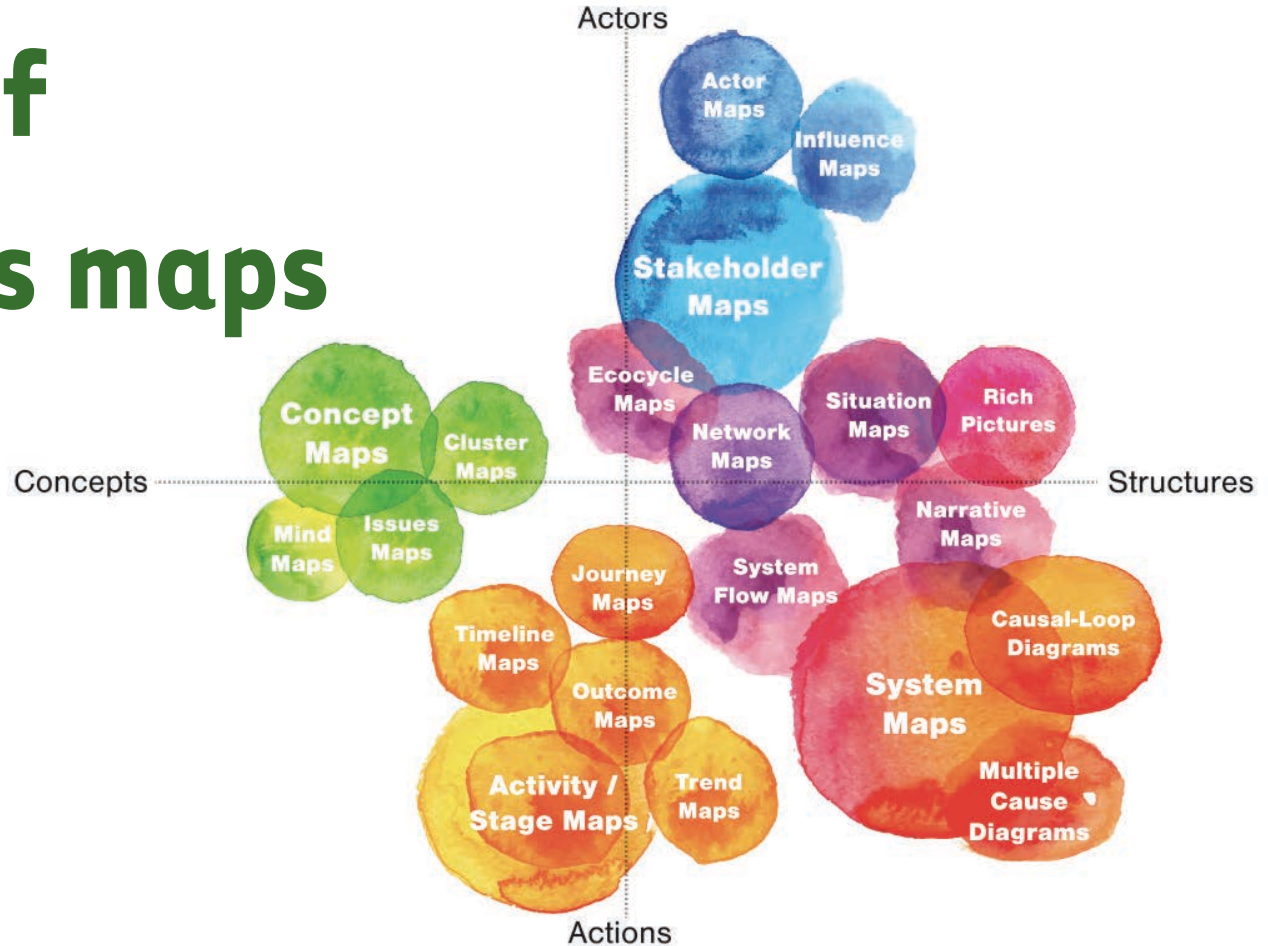 f
s maps
Actors
Actor
Maps
Influence
Maps
Stakeholder
Maps
Ecocycle
Maps
Network
Maps
Situation
Maps
Rich
Pictures
Concept
Maps
Cluster
Maps
Concepts
Structures
Mind
Maps
Issues
Maps
Narrative
Maps
Journey
Maps
System
Flow Maps
Timeline
Maps
Causal-Loop
Diagrams
Outcome
Maps
System
Maps
Activity /
Stage Maps
Trend
Maps
Multiple
Cause
Diagrams
Actions